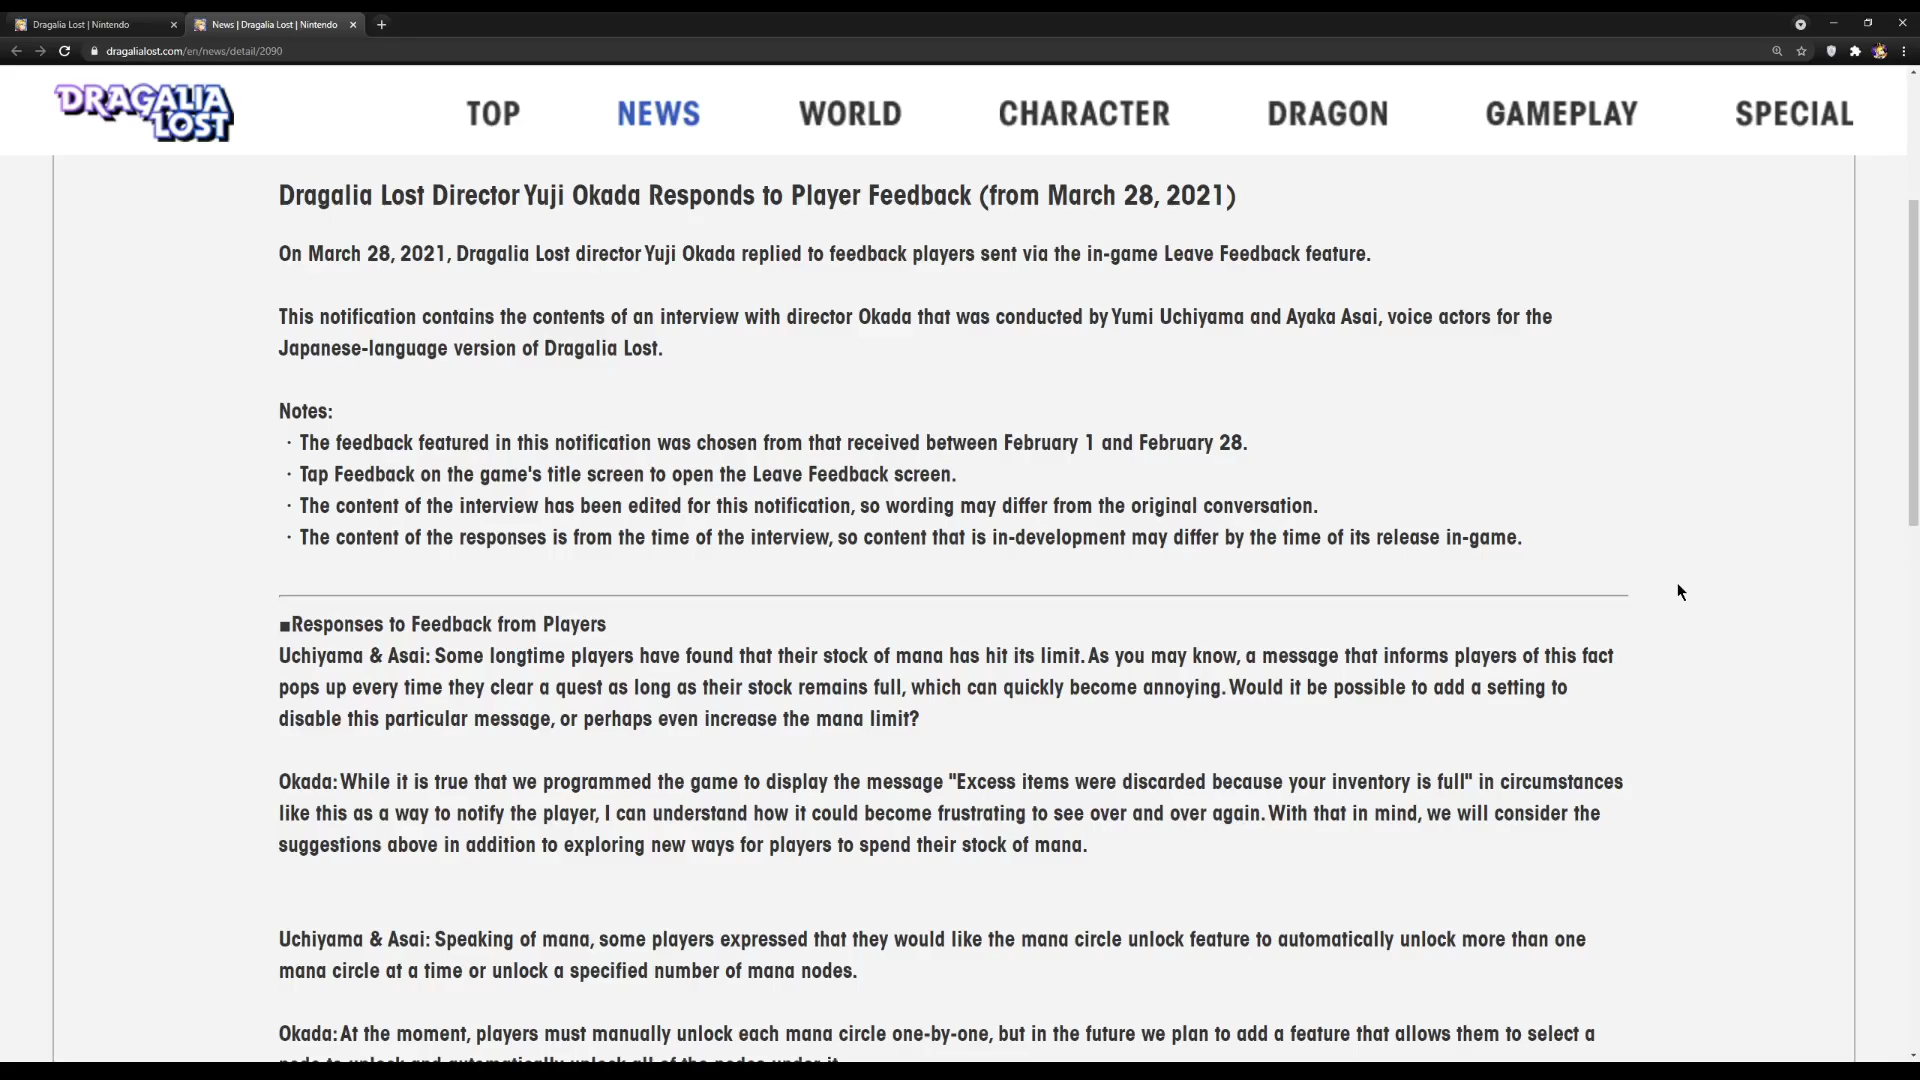 Dragalia Lost | Nintendo
News | Dragalia Lost | Nintendo
dragalialost.com/en/news/detail/2090
DRAGALIA LOST
TOP NEWS WORLD CHARACTER DRAGON GAMEPLAY SPECIAL
Dragalia Lost Director Yuji Okada Responds to Player Feedback (from March 28, 2021)
On March 28, 2021, Dragalia Lost director Yuji Okada replied to feedback players sent via the in-game Leave Feedback feature.
This notification contains the contents of an interview with director Okada that was conducted by Yumi Uchiyama and Ayaka Asai, voice actors for the
Japanese-language version of Dragalia Lost.
Notes:
・The feedback featured in this notification was chosen from that received between February 1 and February 28.
・Tap Feedback on the game's title screen to open the Leave Feedback screen.
・The content of the interview has been edited for this notification, so wording may differ from the original conversation.
・The content of the responses is from the time of the interview, so content that is in-development may differ by the time of its release in-game.
■Responses to Feedback from Players
Uchiyama & Asai: Some longtime players have found that their stock of mana has hit its limit. As you may know, a message that informs players of this fact
pops up every time they clear a quest as long as their stock remains full, which can quickly become annoying. Would it be possible to add a setting to
disable this particular message, or perhaps even increase the mana limit?
Okada: While it is true that we programmed the game to display the message "Excess items were discarded because your inventory is full" in circumstances
like this as a way to notify the player, I can understand how it could become frustrating to see over and over again. With that in mind, we will consider the
suggestions above in addition to exploring new ways for players to spend their stock of mana.
Uchiyama & Asai: Speaking of mana, some players expressed that they would like the mana circle unlock feature to automatically unlock more than one
mana circle at a time or unlock a specified number of mana nodes.
Okada: At the moment, players must manually unlock each mana circle one-by-one, but in the future we plan to add a feature that allows them to select a
node to unlock and automatically unlock all of the nodes under it.